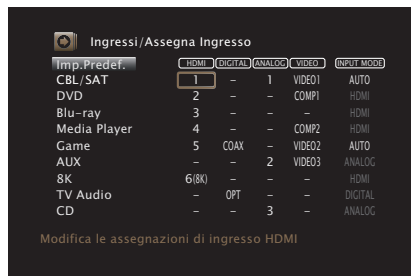 Ingressi/Assegna Ingresso
Imp.Predef. HDMI DIGITAL ANALOG VIDEO INPUT MODE
CBL/SAT 1 – 1 VIDEO1 AUTO
DVD 2 – – COMP1 HDMI
Blu-ray 3 – – – HDMI
Media Player 4 – – COMP2 HDMI
Game 5 COAX – VIDEO2 AUTO
AUX – – 2 VIDEO3 ANALOG
8K 6(8K) – – – HDMI
TV Audio – OPT – – DIGITAL
CD – – 3 – ANALOG
Modifica le assegnazioni di ingresso HDMI